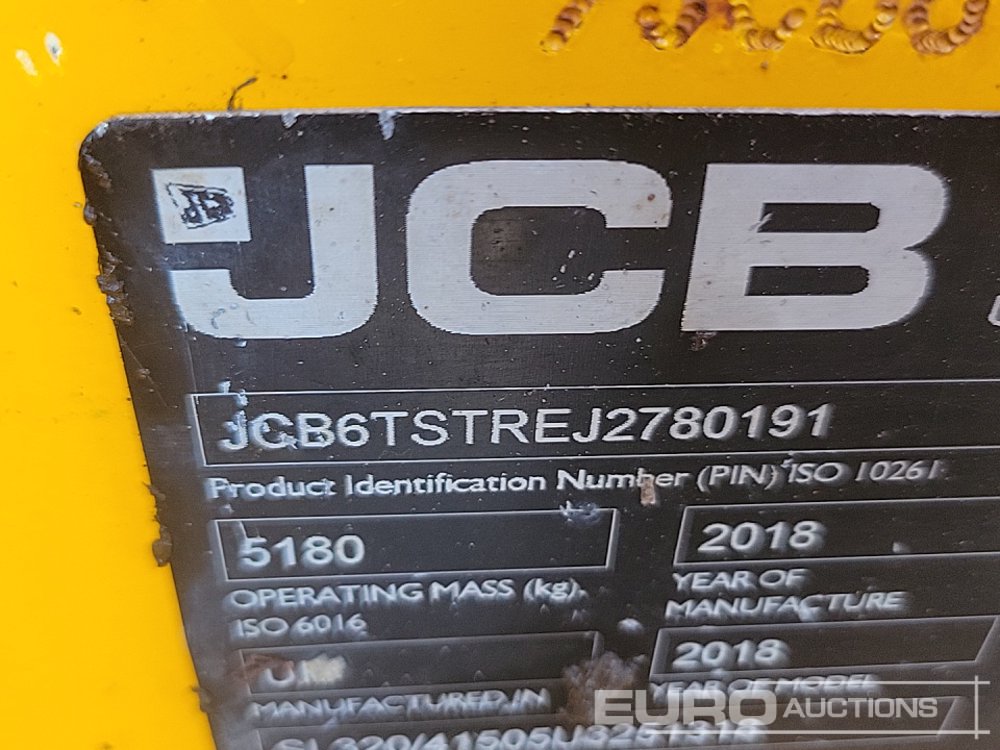 JCB
JCB6TSTREJ2780191
Product Identification Number (PIN) ISO 10261
5180
2018
OPERATING MASS (kg),
ISO 6016
YEAR OF
MANUFACTURE
UK
2018
MANUFACTURED IN
YEAR OF MODEL
EURO AUCTIONS